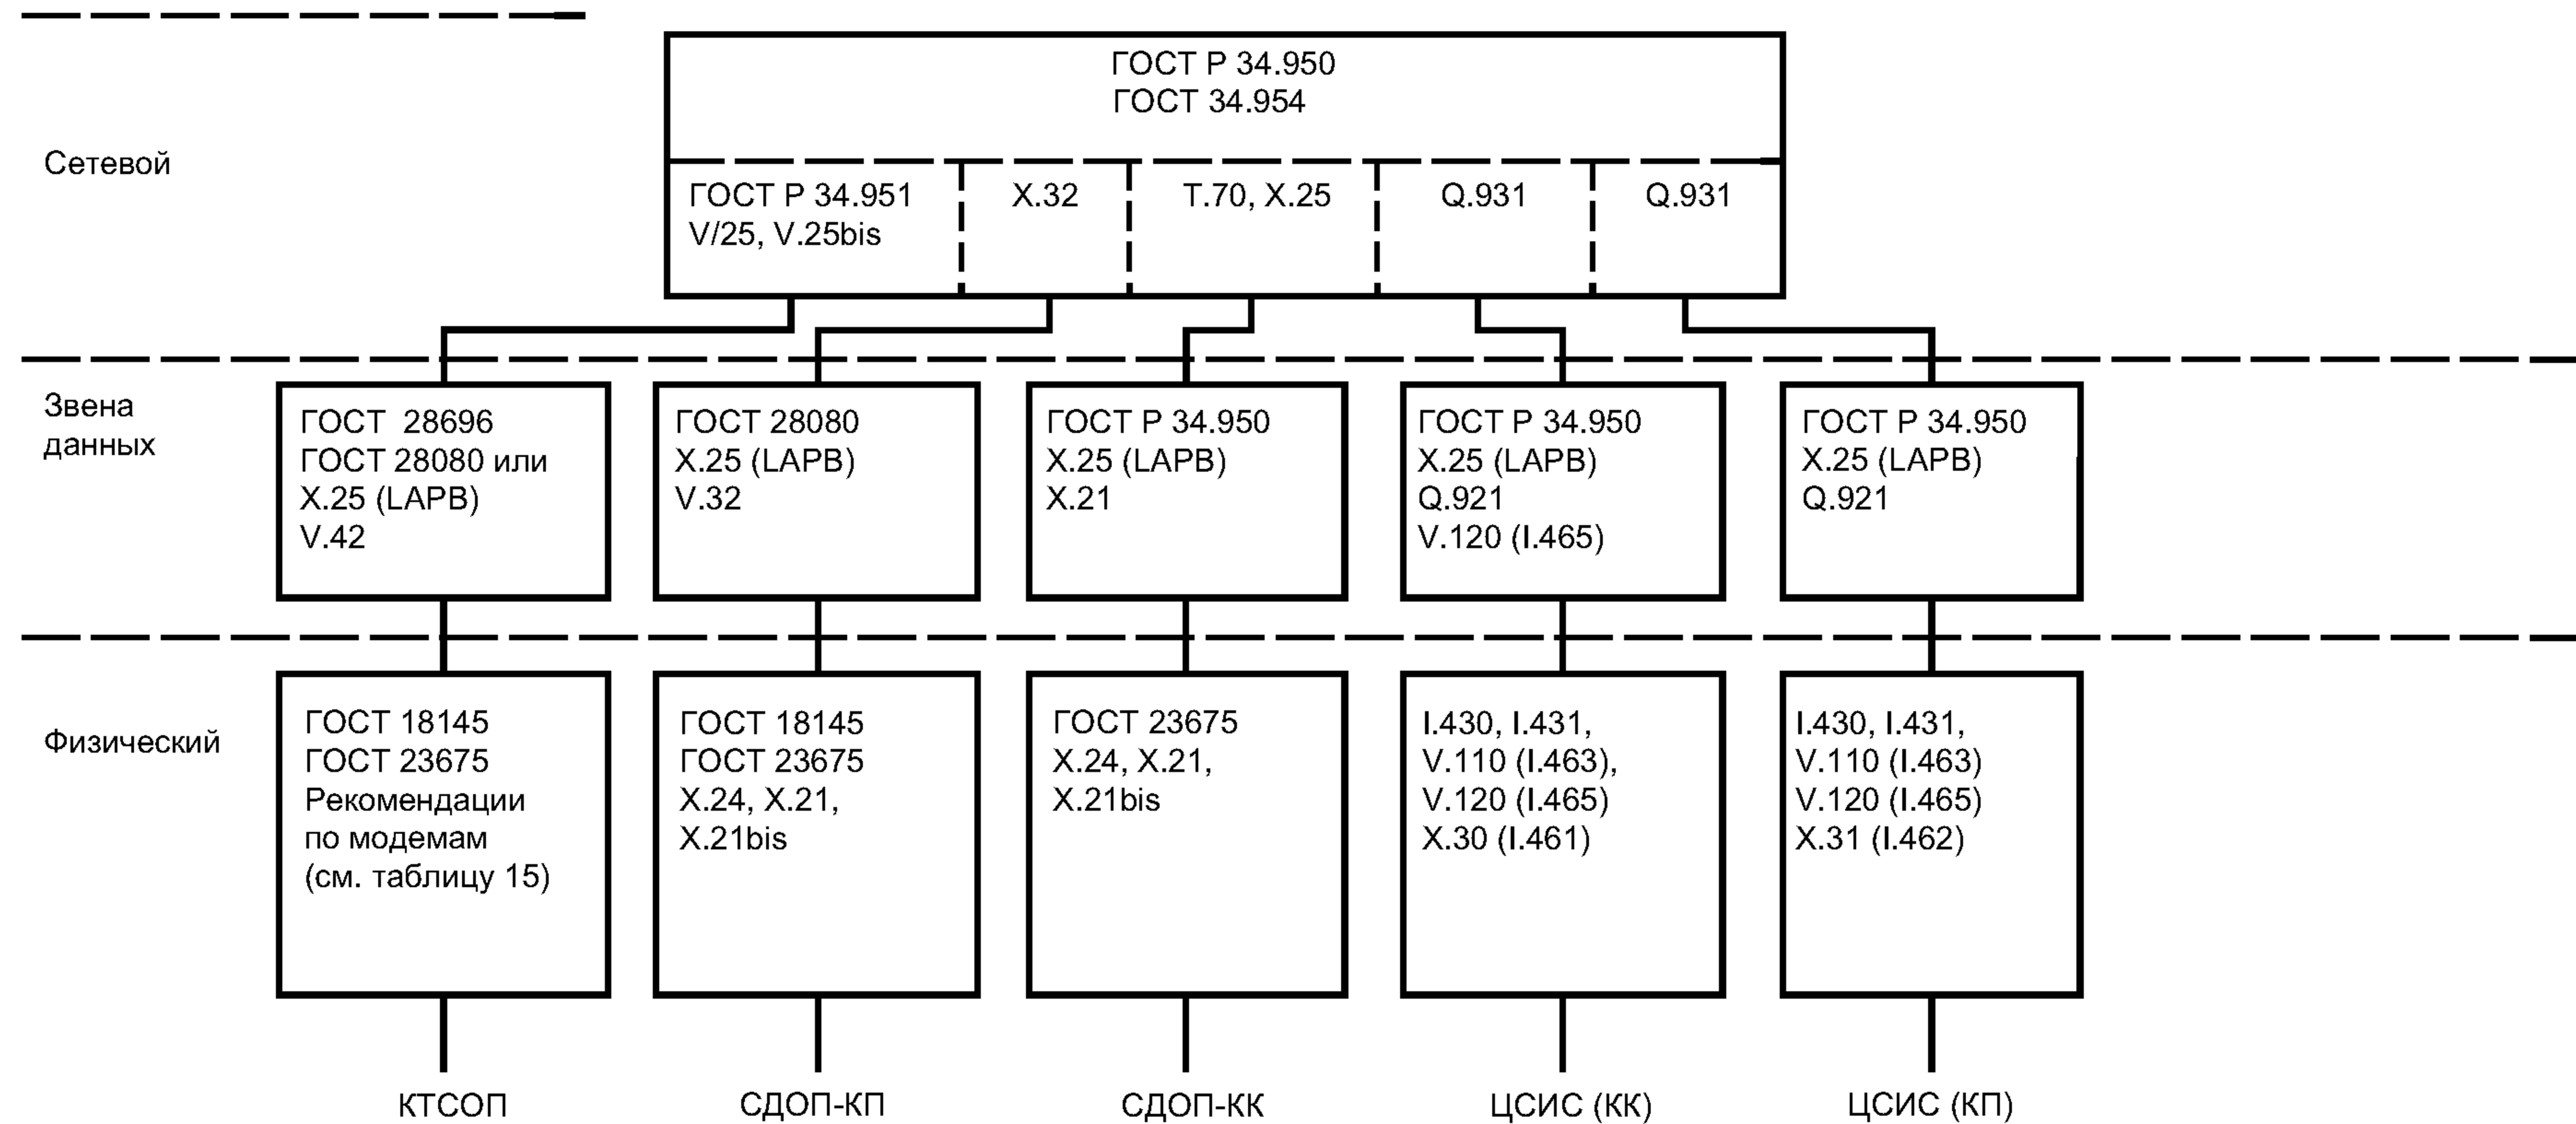 ГОСТ Р 34.950
ГОСТ 34.954
Сетевой
ГОСТ Р 34.951
V/25, V.25bis
X.32
T.70, X.25
Q.931
Q.931
Звена
данных
ГОСТ 28696
ГОСТ 28080 или
X.25 (LAPB)
V.42
ГОСТ 28080
X.25 (LAPB)
V.32
ГОСТ Р 34.950
X.25 (LAPB)
X.21
ГОСТ Р 34.950
X.25 (LAPB)
Q.921
V.120 (I.465)
ГОСТ Р 34.950
X.25 (LAPB)
Q.921
Физический
ГОСТ 18145
ГОСТ 23675
Рекомендации
по модемам
(см. таблицу 15)
ГОСТ 18145
ГОСТ 23675
X.24, X.21,
X.21bis
ГОСТ 23675
X.24, X.21,
X.21bis
I.430, I.431,
V.110 (I.463),
V.120 (I.465)
X.30 (I.461)
I.430, I.431,
V.110 (I.463)
V.120 (I.465)
X.31 (I.462)
КТСОП
СДОП-КП
СДОП-КК
ЦСИС (КК)
ЦСИС (КП)